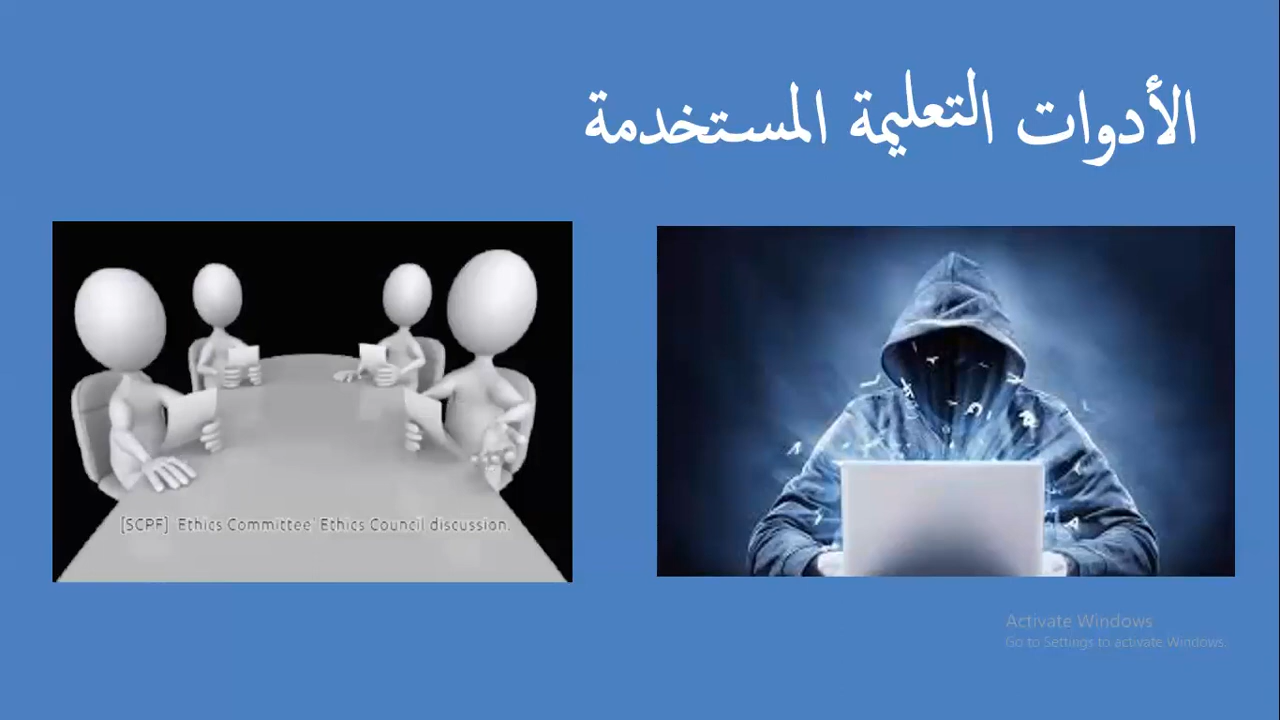 الأدوات التعليمة المستخدمة
[SCPF] Ethics Committee' Ethics Council discussion.
Activate Windows
Go to Settings to activate Windows.